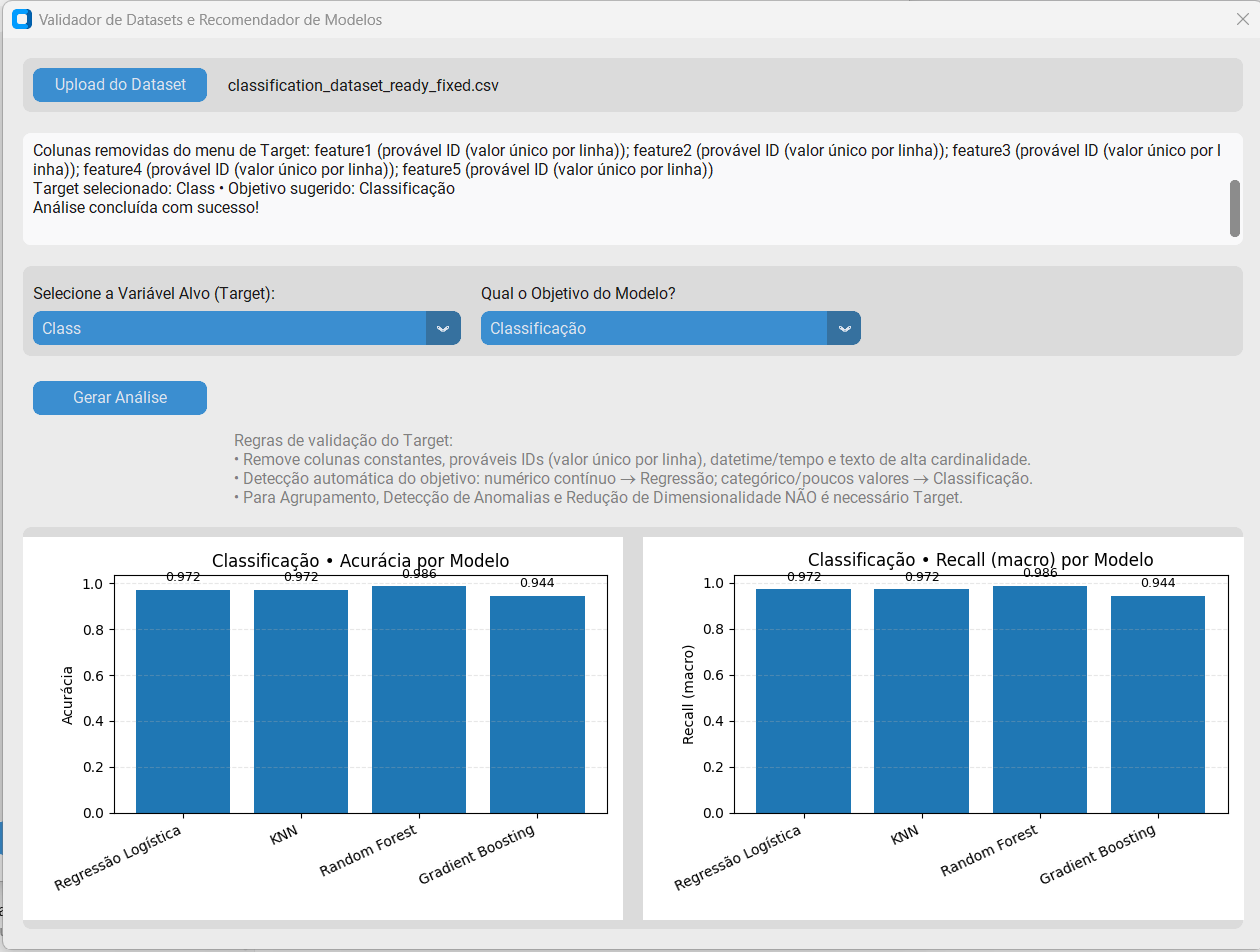 Validador de Datasets e Recomendador de Modelos
Upload do Dataset
classification_dataset_ready_fixed.csv
Colunas removidas do menu de Target: feature1 (provável ID (valor único por linha)); feature2 (provável ID (valor único por linha)); feature3 (provável ID (valor único por l
inha)); feature4 (provável ID (valor único por linha)); feature5 (provável ID (valor único por linha))
Target selecionado: Class • Objetivo sugerido: Classificação
Análise concluída com sucesso!
Selecione a Variável Alvo (Target):
Qual o Objetivo do Modelo?
Class
Classificação
Gerar Análise
Regras de validação do Target:
• Remove colunas constantes, prováveis IDs (valor único por linha), datetime/tempo e texto de alta cardinalidade.
• Detecção automática do objetivo: numérico contínuo → Regressão; categórico/poucos valores → Classificação.
• Para Agrupamento, Detecção de Anomalias e Redução de Dimensionalidade NÃO é necessário Target.
Classificação • Acurácia por Modelo
0.972
0.972
0.986
0.944
1.0
0.8
0.6
0.4
0.2
0.0
Acurácia
Regressão Logística
KNN
Random Forest
Gradient Boosting
Classificação • Recall (macro) por Modelo
0.972
0.972
0.986
0.944
1.0
0.8
0.6
0.4
0.2
0.0
Recall (macro)
Regressão Logística
KNN
Random Forest
Gradient Boosting